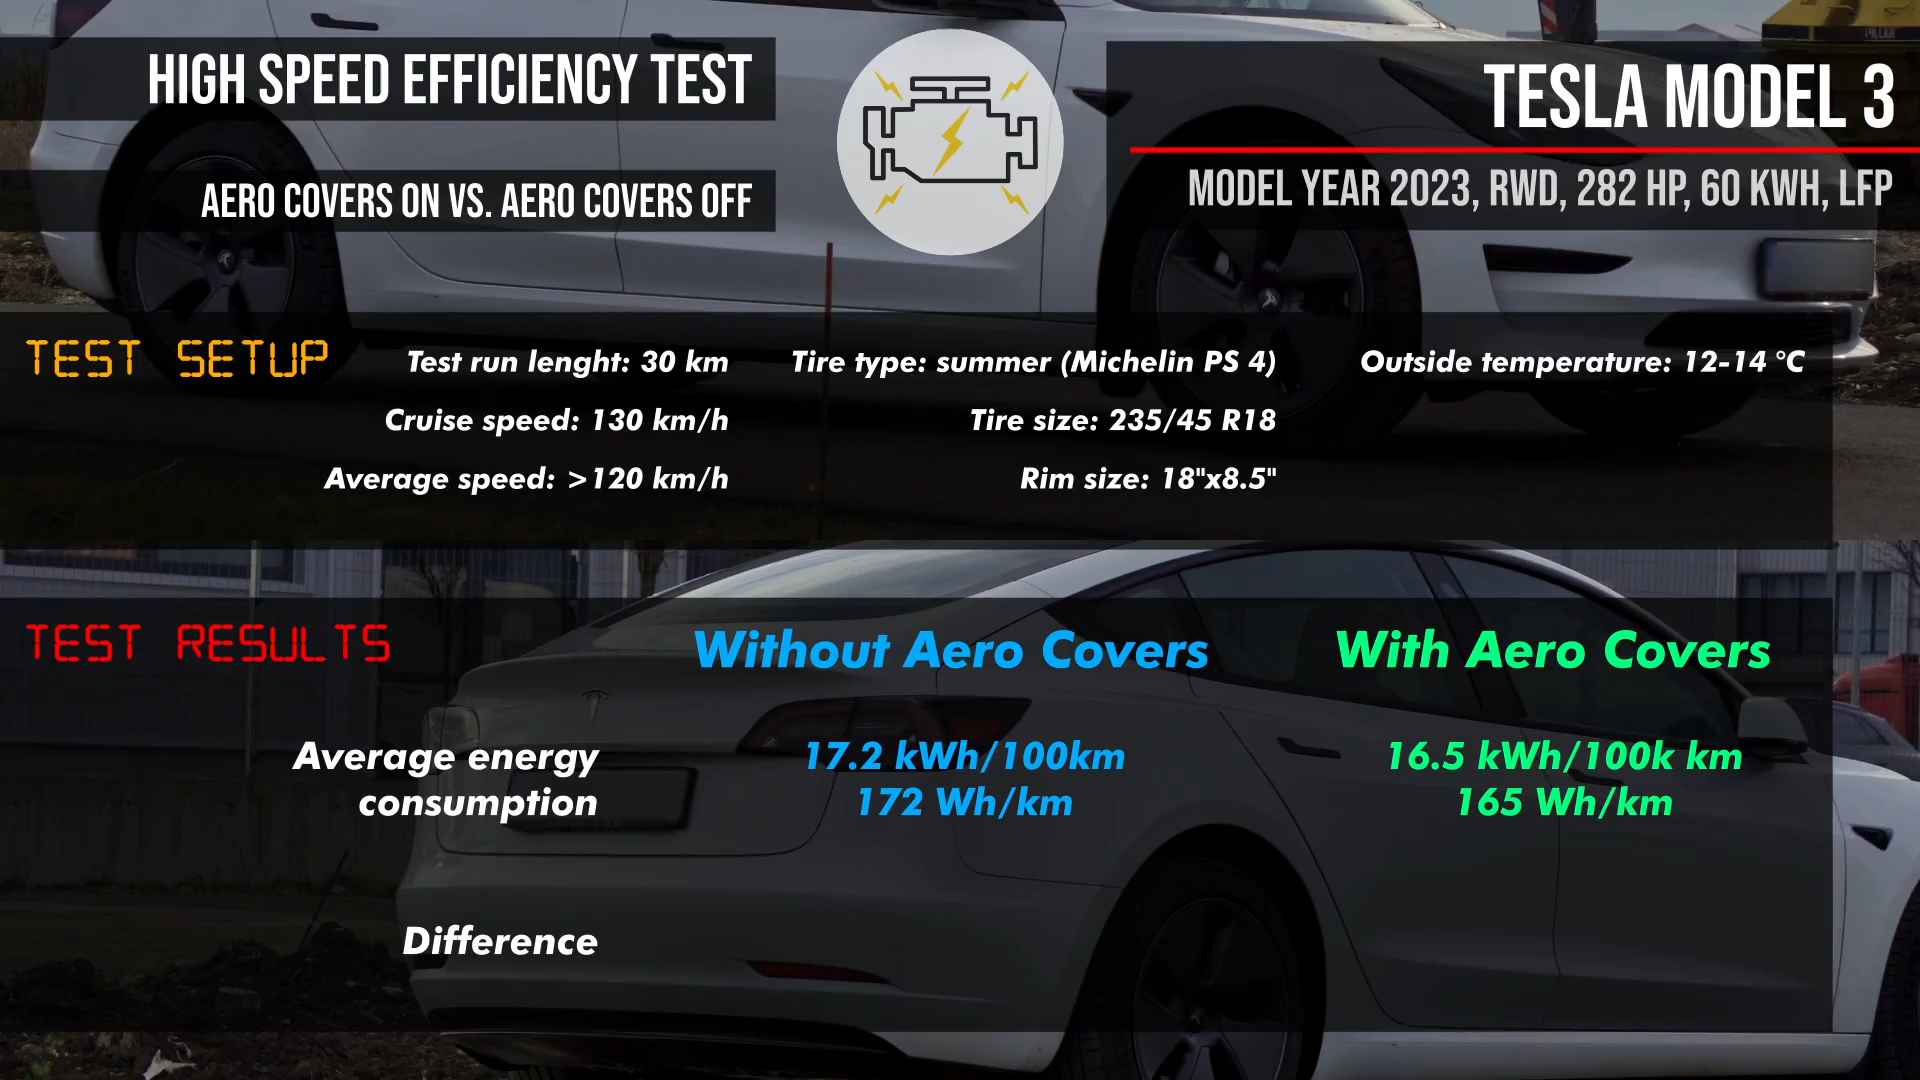 HIGH SPEED EFFICIENCY TEST
AERO COVERS ON VS. AERO COVERS OFF
TESLA MODEL 3
MODEL YEAR 2023, RWD, 282 HP, 60 KWH, LFP
TEST SETUP
Test run lenght: 30 km
Cruise speed: 130 km/h
Average speed: >120 km/h
Tire type: summer (Michelin PS 4)
Tire size: 235/45 R18
Rim size: 18"x8.5"
Outside temperature: 12-14 °C
TEST RESULTS
Without Aero Covers
With Aero Covers
Average energy
consumption
17.2 kWh/100km
172 Wh/km
16.5 kWh/100k km
165 Wh/km
Difference